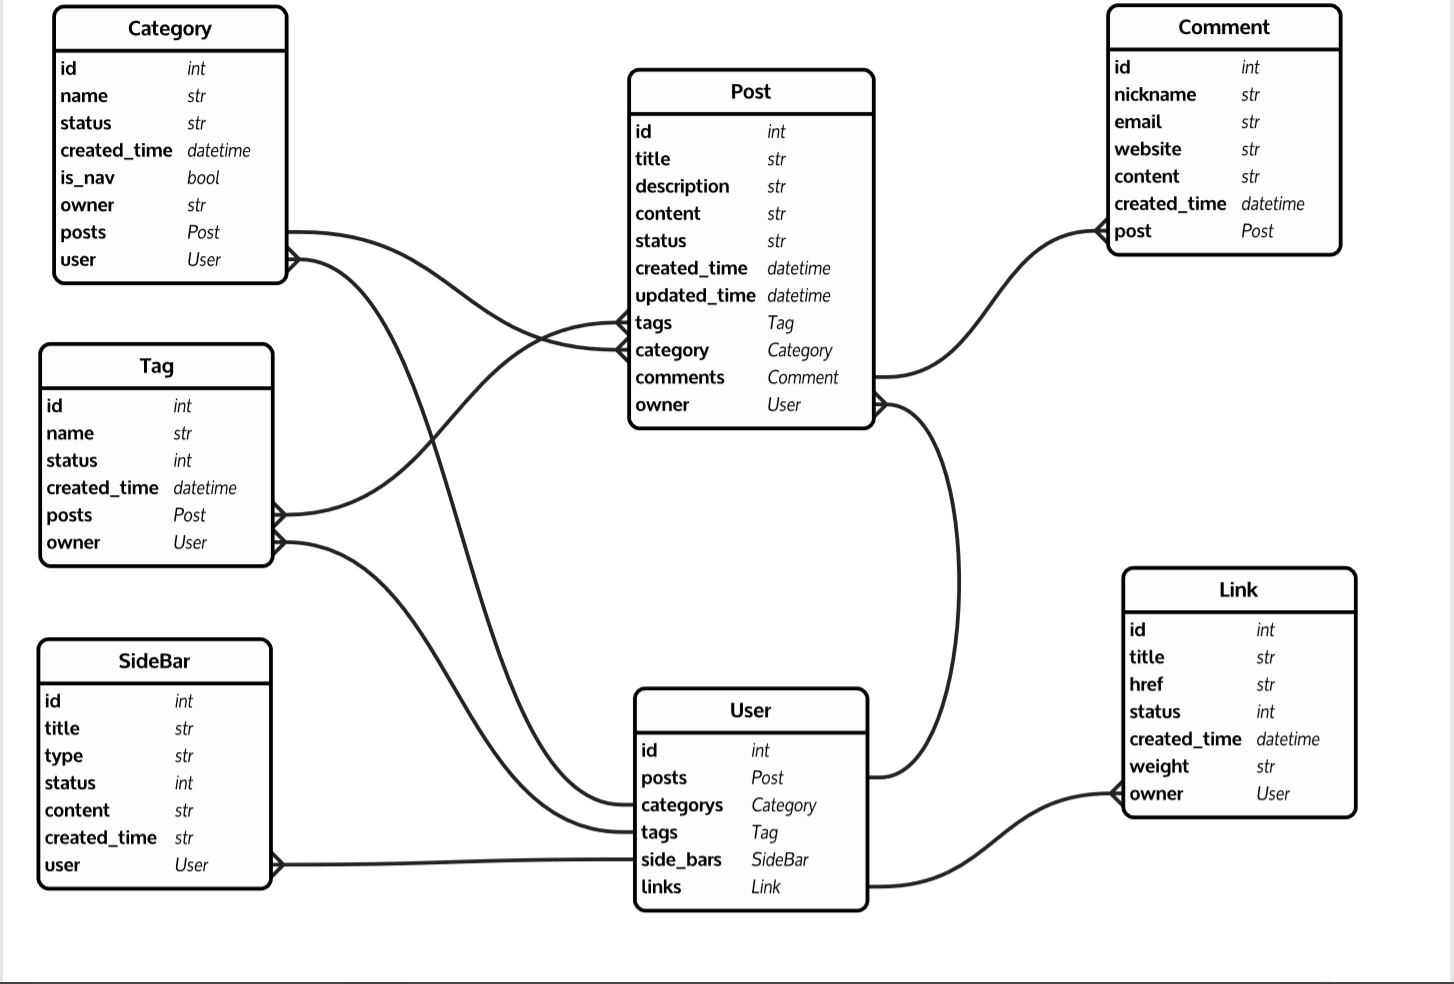 Category
id int
name str
status str
created_time datetime
is_nav bool
owner str
posts Post
user User
Tag
id int
name str
status int
created_time datetime
posts Post
owner User
SideBar
id int
title str
type str
status int
content str
created_time str
user User
Post
id int
title str
description str
content str
status str
created_time datetime
updated_time datetime
tags Tag
category Category
comments Comment
owner User
User
id int
posts Post
categorys Category
tags Tag
side_bars SideBar
links Link
Comment
id int
nickname str
email str
website str
content str
created_time datetime
post Post
Link
id int
title str
href str
status int
created_time datetime
weight str
owner User